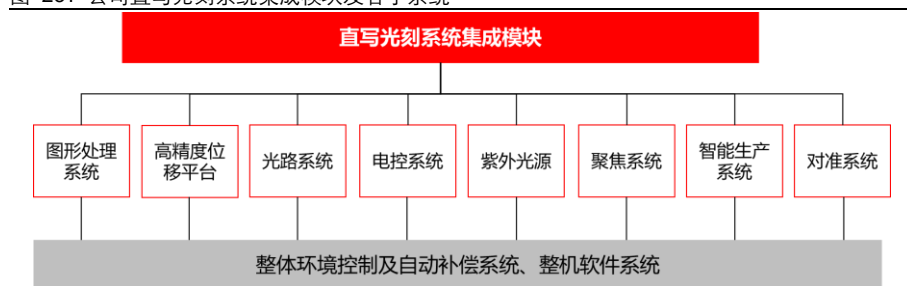 直写光刻系统集成模块
图形处理
系统
高精度位
移平台
光路系统
电控系统
紫外光源
聚焦系统
智能生产
系统
对准系统
整体环境控制及自动补偿系统、整机软件系统